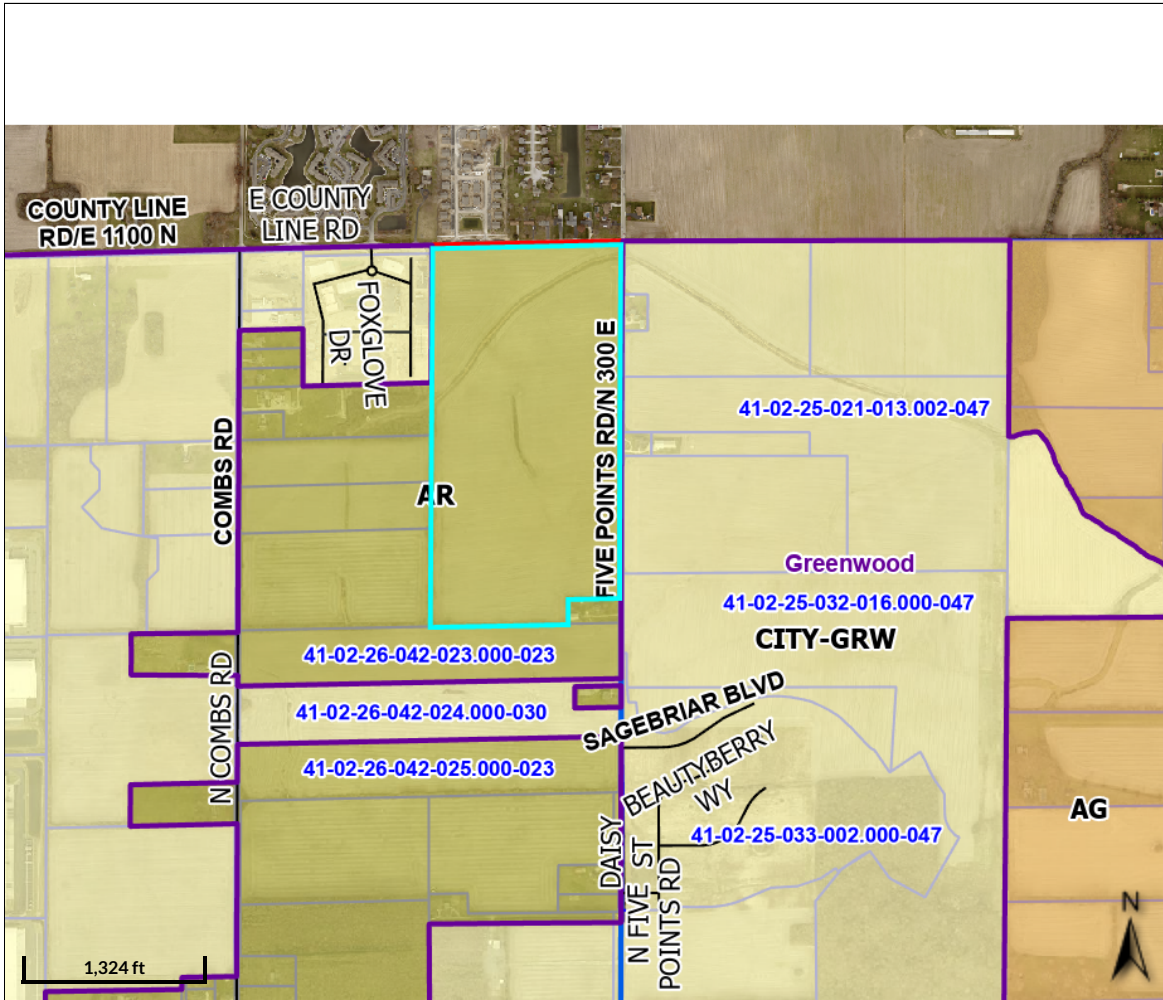 COUNTY LINE
RD/E 1100 N
E COUNTY
LINE RD
FOXGLOVE
DR
FIVE POINTS RD/N 300 E
COMBS RD
41-02-25-021-013.002-047
AR
Greenwood
41-02-25-032-016.000-047
CITY-GRW
41-02-26-042-023.000-023
N COMBS RD
41-02-26-042-024.000-030
SAGEBRIAR BLVD
41-02-26-042-025.000-023
BEAUTYBERRY
WY
AG
41-02-25-033-002.000-047
DAISY
ST
N FIVE
POINTS RD
N
1,324 ft